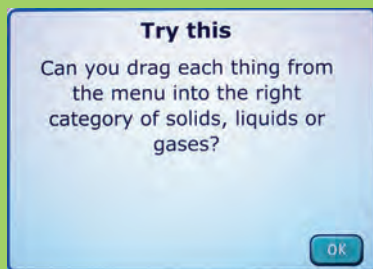 Try this
Can you drag each thing from
the menu into the right
category of solids, liquids or
gases?
OK